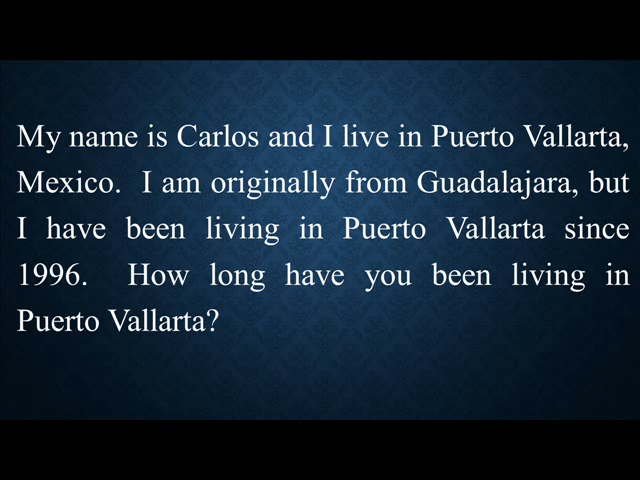 My name is Carlos and I live in Puerto Vallarta,
Mexico. I am originally from Guadalajara, but
I have been living in Puerto Vallarta since
1996. How long have you been living in
Puerto Vallarta?